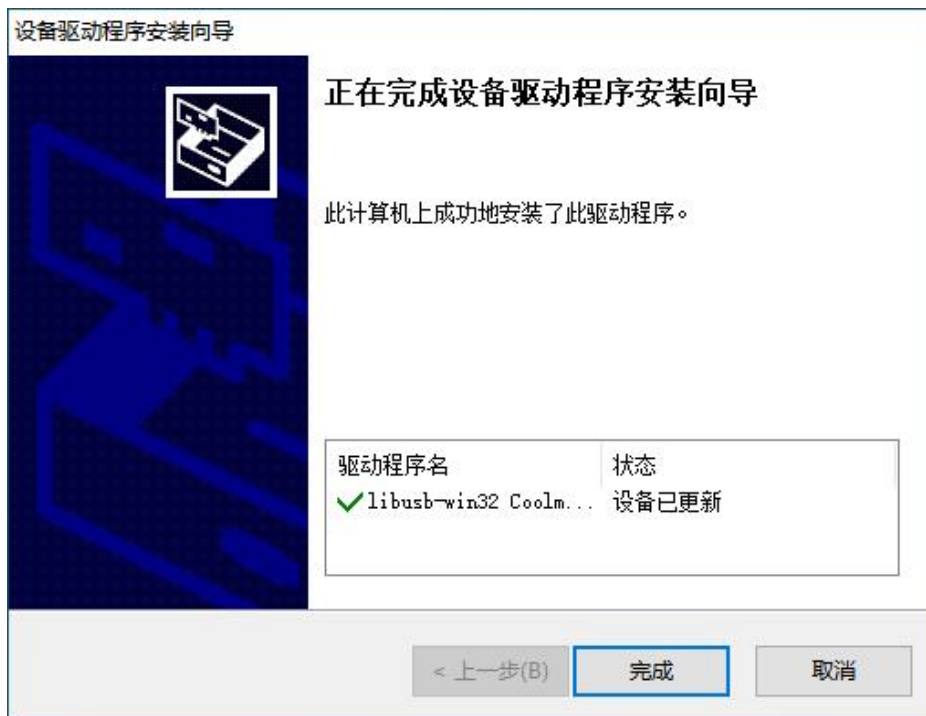 设备驱动程序安装向导
正在完成设备驱动程序安装向导
此计算机上成功地安装了此驱动程序。
驱动程序名 状态
libusb-win32 Coolm... 设备已更新
< 上一步(B) 完成 取消